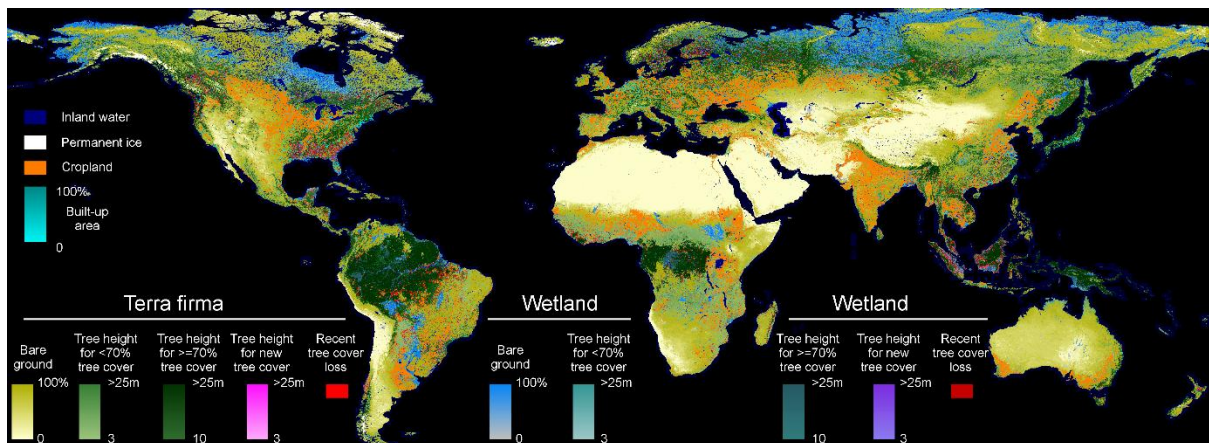 Inland water
Permanent ice
Cropland
100%
Built-up
area
0
Terra firma
Bare
ground
100%
0
Tree height
for <70%
tree cover
>25m
3
Tree height
for >=70%
tree cover
>25m
10
Tree height
for new
tree cover
>25m
3
Recent
tree cover
loss
Wetland
Bare
ground
100%
0
Tree height
for <70%
tree cover
>25m
3
Wetland
Tree height
for >=70%
tree cover
>25m
10
Tree height
for new
tree cover
>25m
3
Recent
tree cover
loss